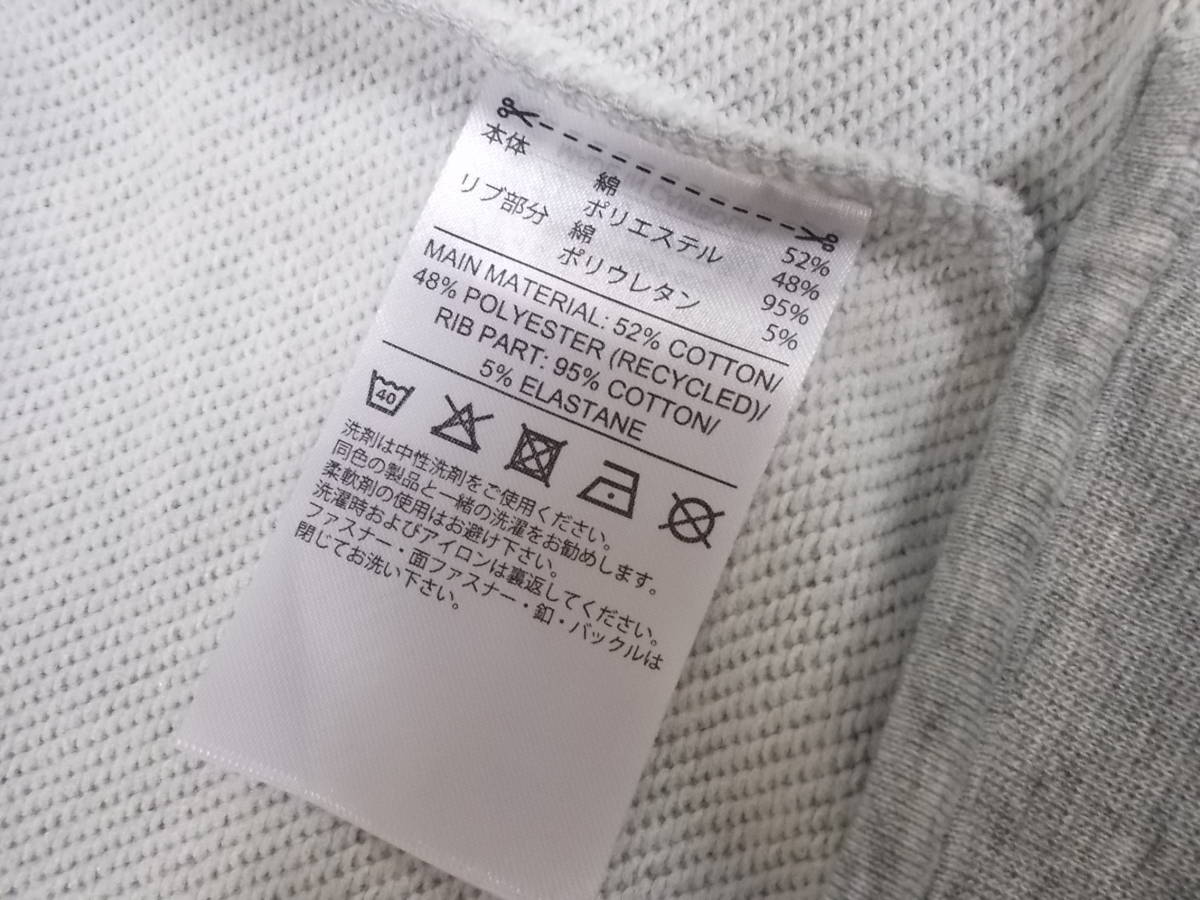 本体 綿 52%
ポリエステル 48%
リブ部分 綿 95%
ポリウレタン 5%
MAIN MATERIAL: 52% COTTON/
48% POLYESTER (RECYCLED)/
RIB PART: 95% COTTON/
5% ELASTANE
40
洗剤は中性洗剤をご使用ください。
同色の製品と一緒の洗濯をお勧めします。
柔軟剤の使用はお避け下さい。
洗濯時およびアイロンは裏返してください。
ファスナー・面ファスナー・釦・バックルは
閉じてお洗い下さい。